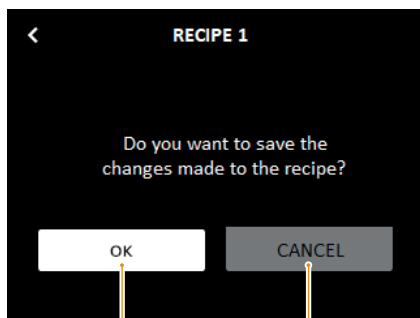 RECIPE 1
Do you want to save the
changes made to the recipe?
OK
CANCEL